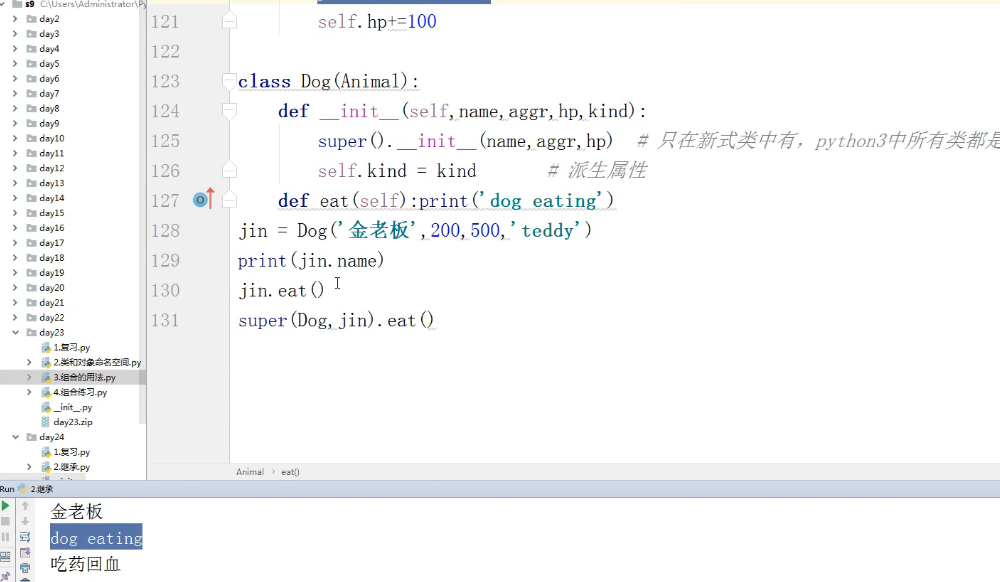 s9 C:\Users\Administrator\Py
day2
day3
day4
day5
day6
day7
day8
day9
day10
day11
day12
day13
day14
day15
day16
day17
day18
day19
day20
day21
day22
day23
1.复习.py
2.类和对象命名空间.py
3.组合的用法.py
4.组合练习.py
__init__.py
day23.zip
day24
1.复习.py
2.继承.py
121 self.hp+=100
122
123 class Dog(Animal):
124 def __init__(self,name,aggr,hp,kind):
125 super().__init__(name,aggr,hp) # 只在新式类中有，python3中所有类都是
126 self.kind = kind # 派生属性
127 def eat(self):print('dog eating')
128 jin = Dog('金老板',200,500,'teddy')
129 print(jin.name)
130 jin.eat()
131 super(Dog,jin).eat()
Animal › eat()
Run 2.继承
金老板
dog eating
吃药回血